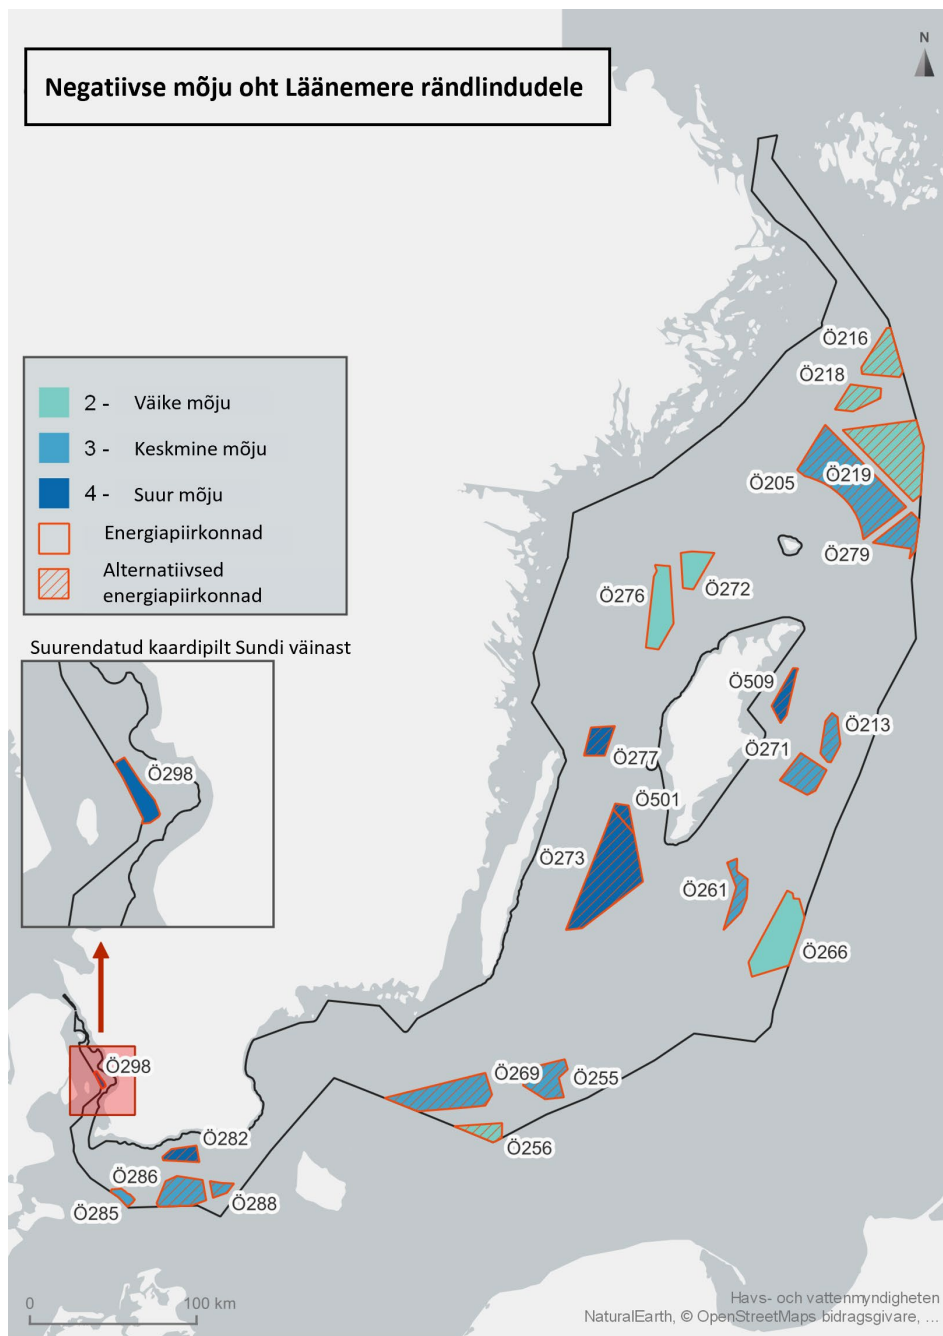 Negatiivse mõju oht Läänemere rändlindudele
N
Ö216
Ö218
2 - Väike mõju
3 - Keskmine mõju
4 - Suur mõju
Energiapiirkonnad
Alternatiivsed
energiapiirkonnad
Ö219
Ö205
Ö279
Ö272
Ö276
Suurendatud kaardipilt Sundi väinast
Ö298
Ö509
Ö213
Ö271
Ö277
Ö501
Ö273
Ö261
Ö266
Ö298
Ö269
Ö255
Ö256
Ö282
Ö286
Ö288
Ö285
0 100 km
Havs- och vattenmyndigheten
NaturalEarth, © OpenStreetMaps bidragsgivare, ...